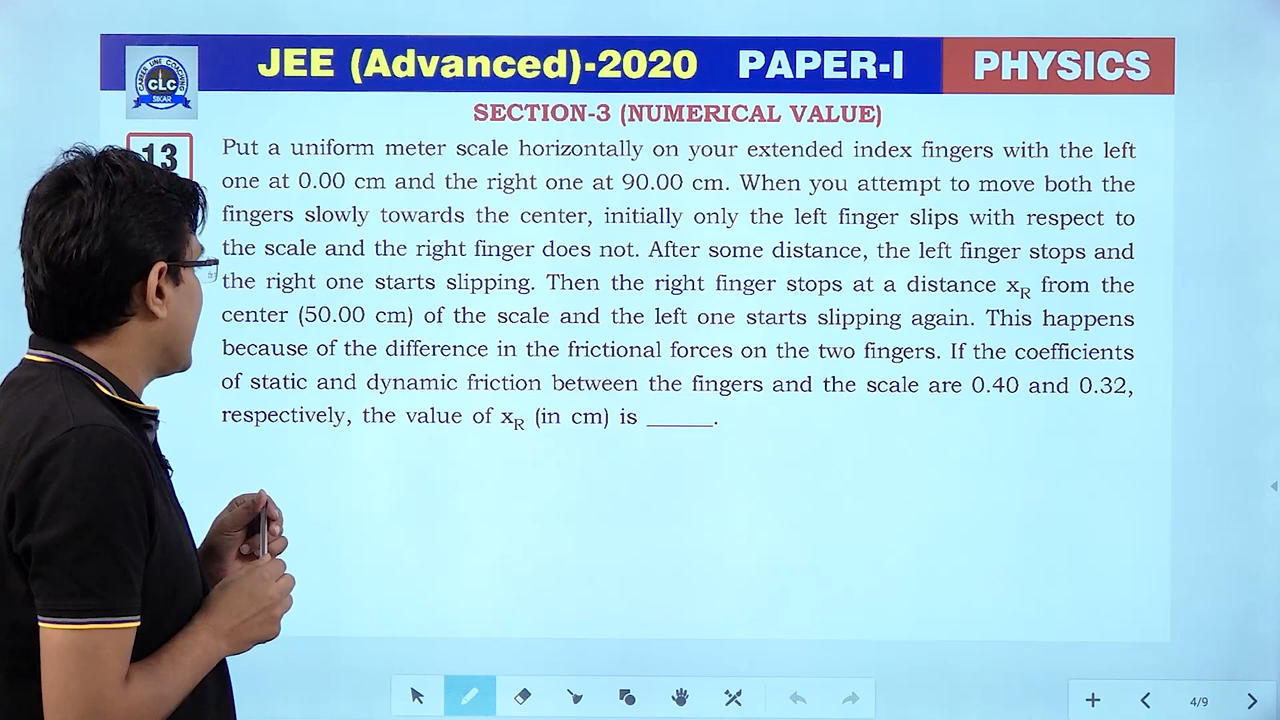 JEE (Advanced)-2020 PAPER-I PHYSICS
CAREER LINE COACHING
CLC
SIKAR
SECTION-3 (NUMERICAL VALUE)
13
Put a uniform meter scale horizontally on your extended index fingers with the left
one at 0.00 cm and the right one at 90.00 cm. When you attempt to move both the
fingers slowly towards the center, initially only the left finger slips with respect to
the scale and the right finger does not. After some distance, the left finger stops and
the right one starts slipping. Then the right finger stops at a distance x_R from the
center (50.00 cm) of the scale and the left one starts slipping again. This happens
because of the difference in the frictional forces on the two fingers. If the coefficients
of static and dynamic friction between the fingers and the scale are 0.40 and 0.32,
respectively, the value of x_R (in cm) is ______.
4/9